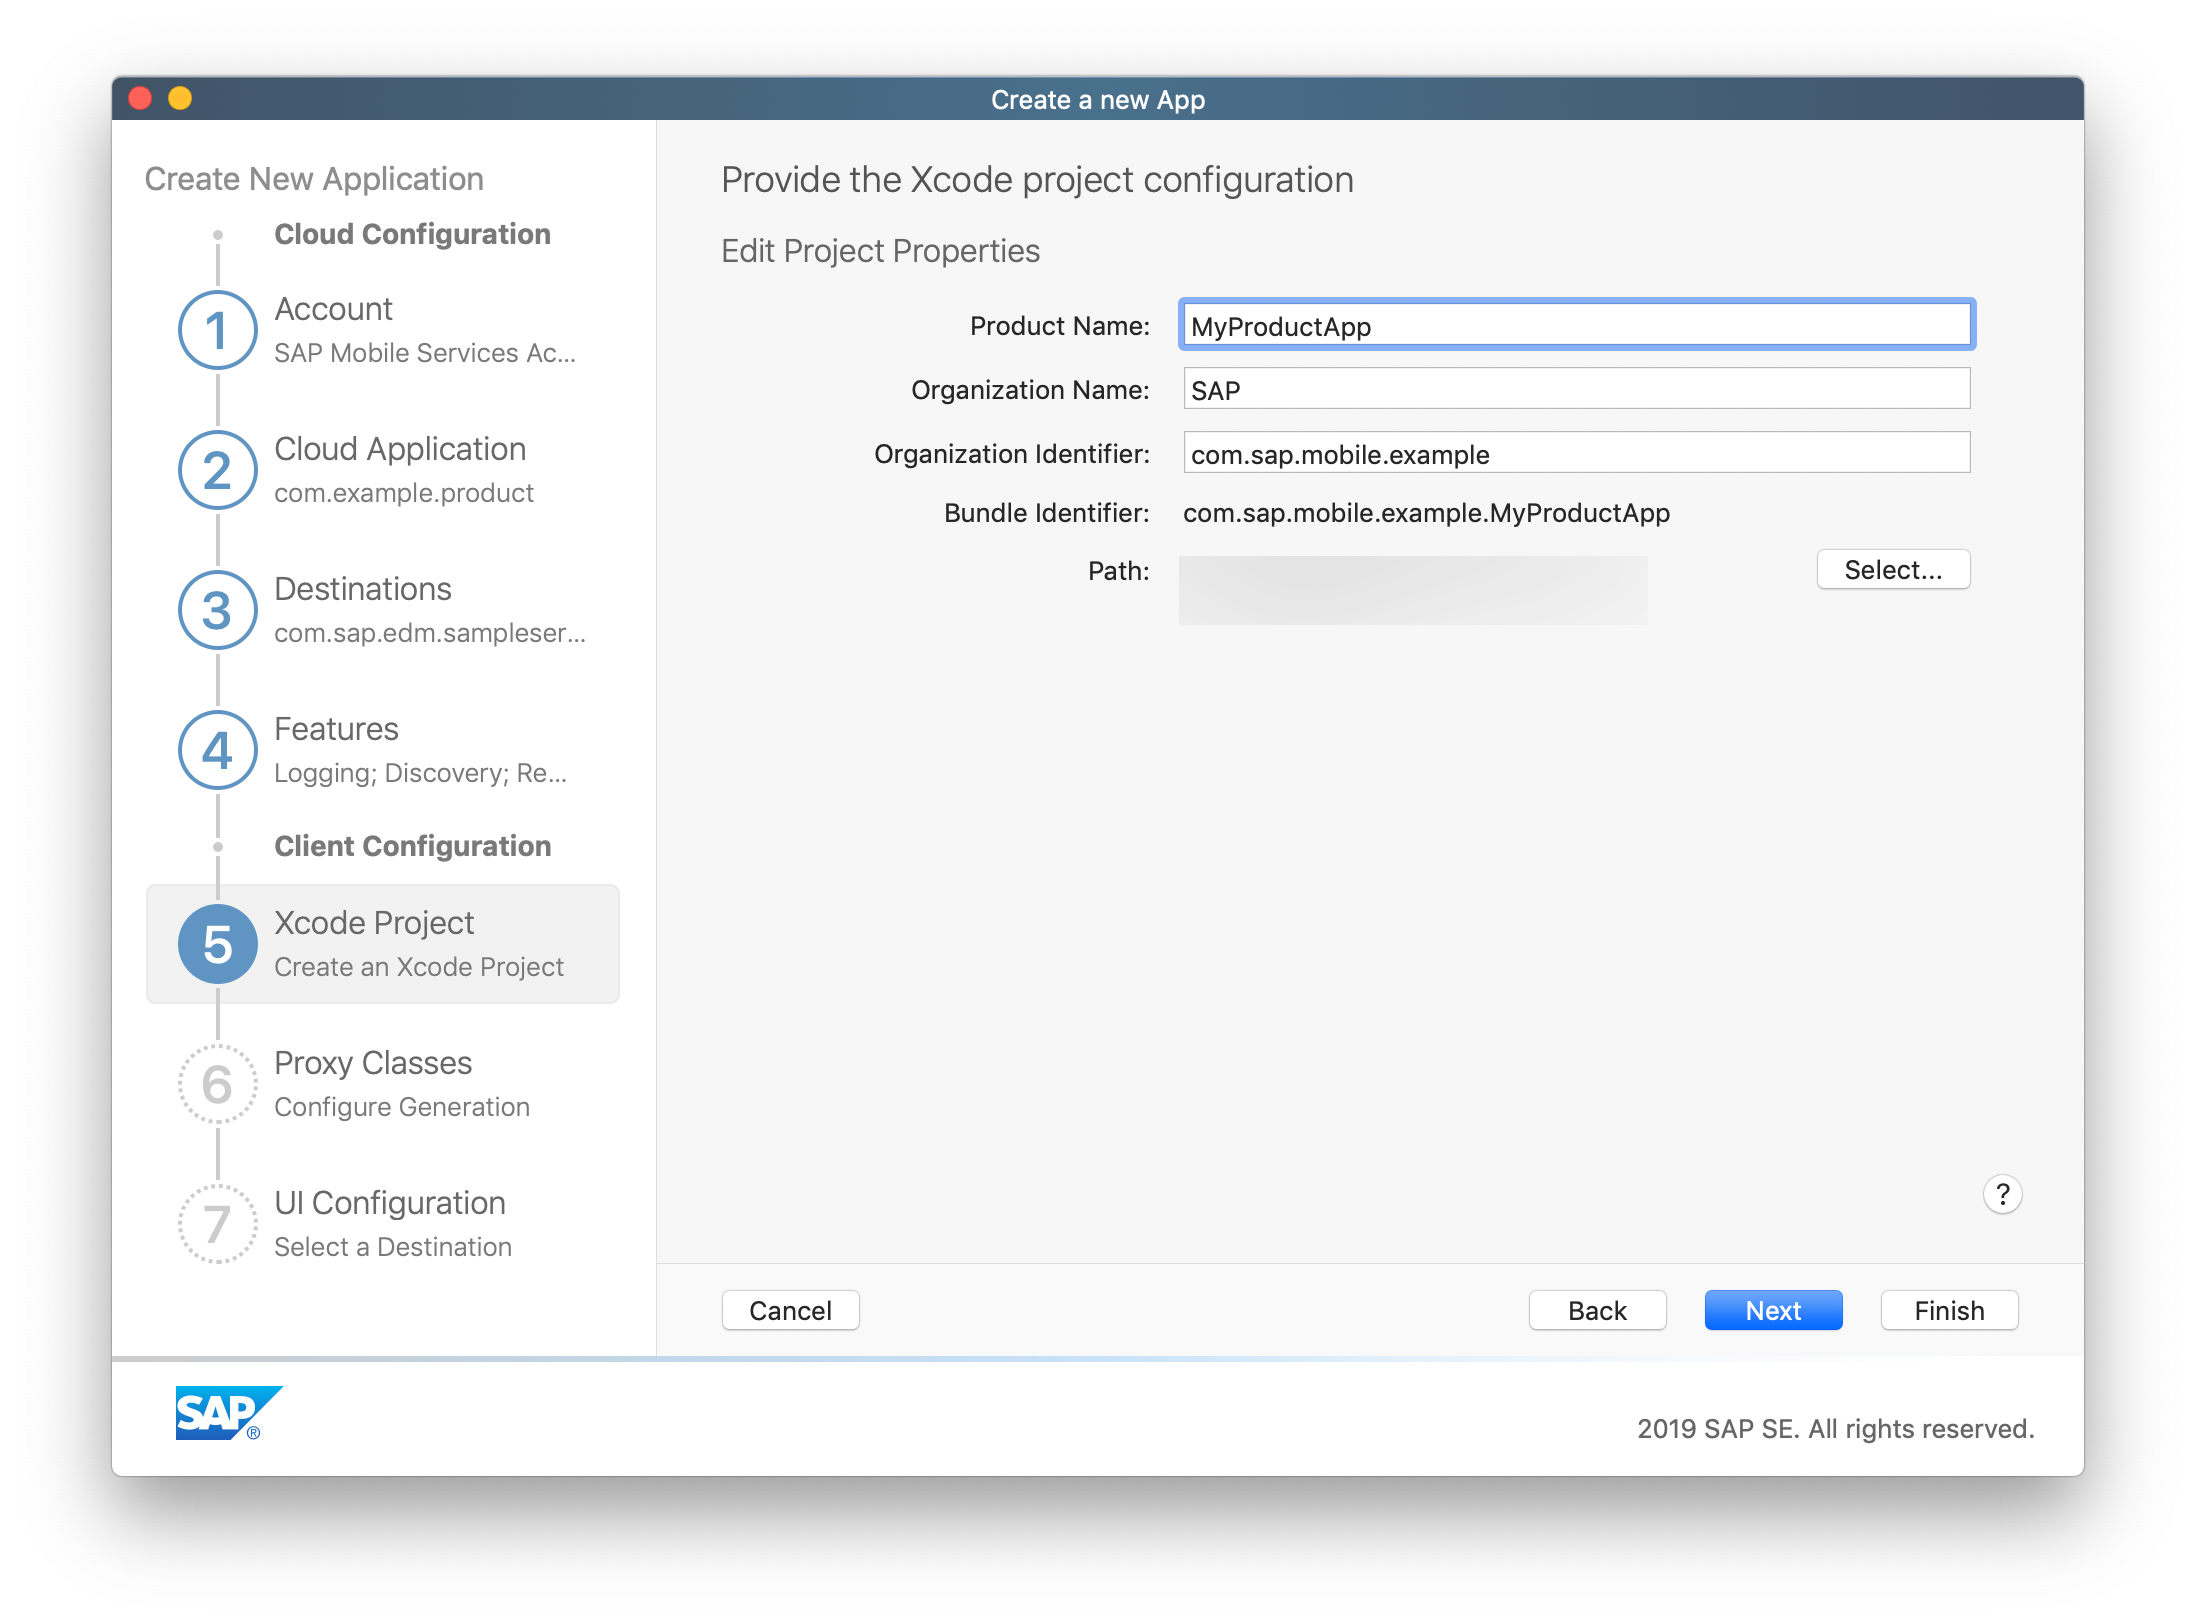 Create a new App
Create New Application
Cloud Configuration
1
Account
SAP Mobile Services Ac...
2
Cloud Application
com.example.product
3
Destinations
com.sap.edm.sampleser...
4
Features
Logging; Discovery; Re...
Client Configuration
5
Xcode Project
Create an Xcode Project
6
Proxy Classes
Configure Generation
7
UI Configuration
Select a Destination
Provide the Xcode project configuration
Edit Project Properties
Product Name: MyProductApp
Organization Name: SAP
Organization Identifier: com.sap.mobile.example
Bundle Identifier: com.sap.mobile.example.MyProductApp
Path: Select...
?
Cancel Back Next Finish
SAP®
2019 SAP SE. All rights reserved.